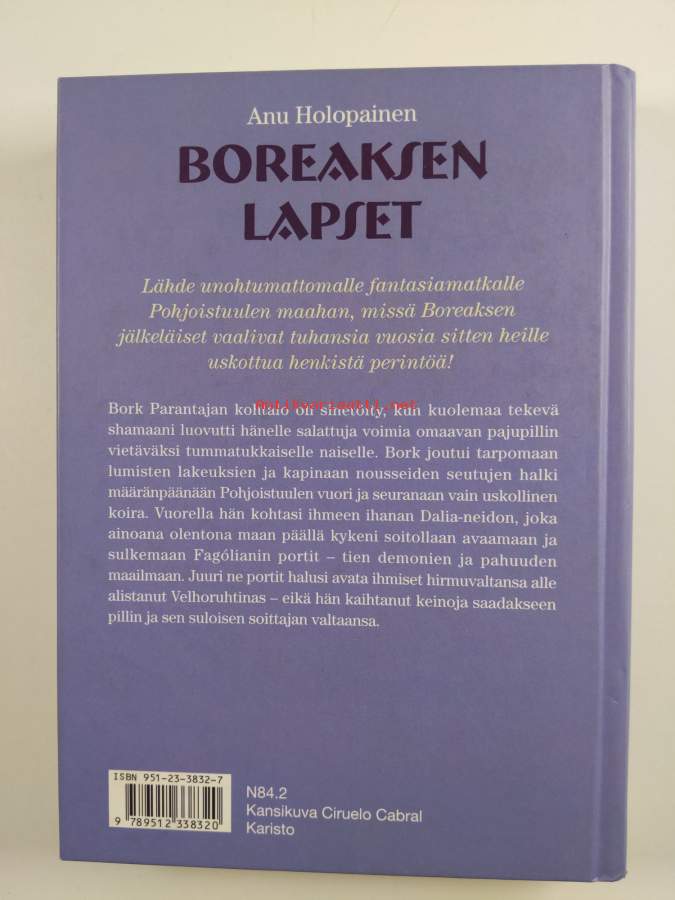 Anu Holopainen
BOREAKSEN
LAPSET
Lähde unohtumattomalle fantasiamatkalle
Pohjoistuulen maahan, missä Boreaksen
jälkeläiset vaalivat tuhansia vuosia sitten heille
uskottua henkistä perintöä!
Antikvariaatti.net
Bork Parantajan kohtalo on sinetöity, kun kuolemaa tekevä
shamaani luovutti hänelle salattuja voimia omaavan pajupillin
vietäväksi tummatukkaiselle naiselle. Bork joutui tarpomaan
lumisten lakeuksien ja kapinaan nousseiden seutujen halki
määränpäänään Pohjoistuulen vuori ja seuranaan vain uskollinen
koira. Vuorella hän kohtasi ihmeen ihanan Dalia-neidon, joka
ainoana olentona maan päällä kykeni soitollaan avaamaan ja
sulkemaan Fagólianin portit – tien demonien ja pahuuden
maailmaan. Juuri ne portit halusi avata ihmiset hirmuvaltansa alle
alistanut Velhoruhtinas – eikä hän kaihtanut keinoja saadakseen
pillin ja sen suloisen soittajan valtaansa.
ISBN 951-23-3832-7
9 789512 338320
N84.2
Kansikuva Ciruelo Cabral
Karisto